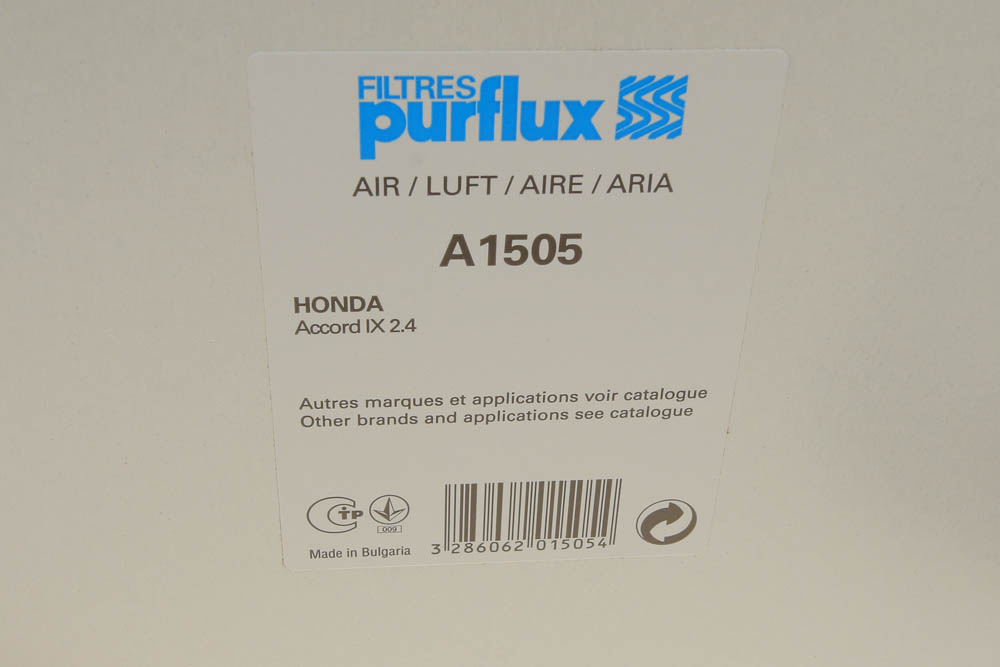 FILTRES
purflux
AIR / LUFT / AIRE / ARIA
A1505
HONDA
Accord IX 2.4
Autres marques et applications voir catalogue
Other brands and applications see catalogue
CTP
009
Made in Bulgaria
3 286062 015054